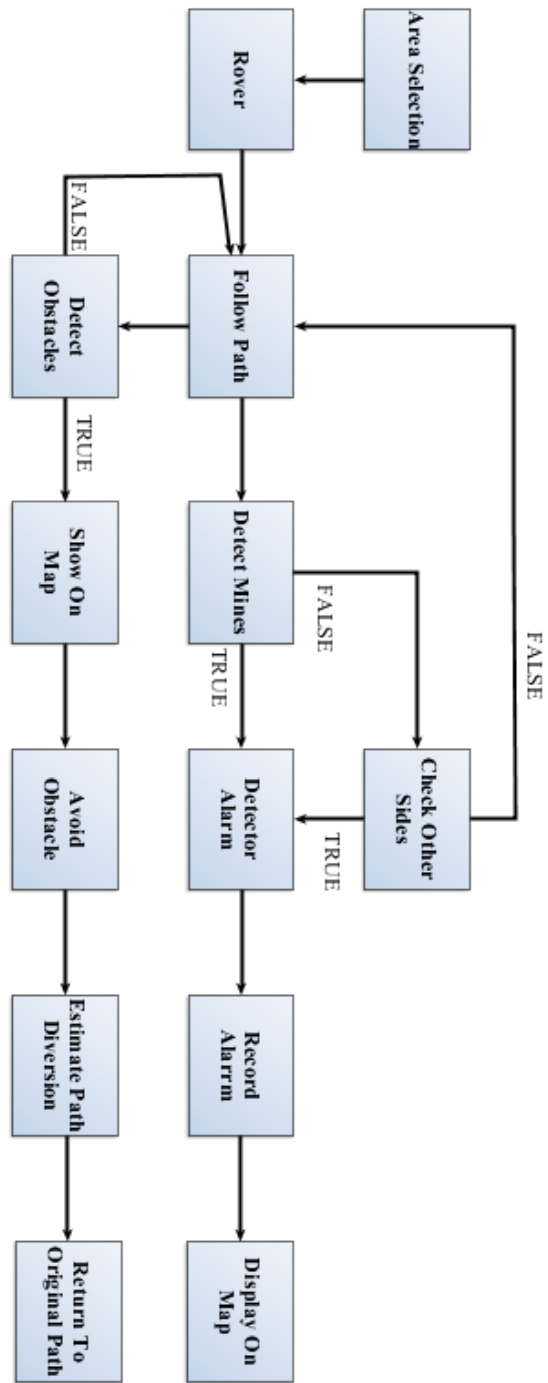 Area Selection
Rover
Follow Path
Detect
Obstacles
FALSE
TRUE
Show On
Map
Avoid
Obstacle
Estimate Path
Diversion
Return To
Original Path
Detect Mines
FALSE
TRUE
Check Other
Sides
FALSE
TRUE
Detector
Alarm
Record
Alarrm
Display On
Map